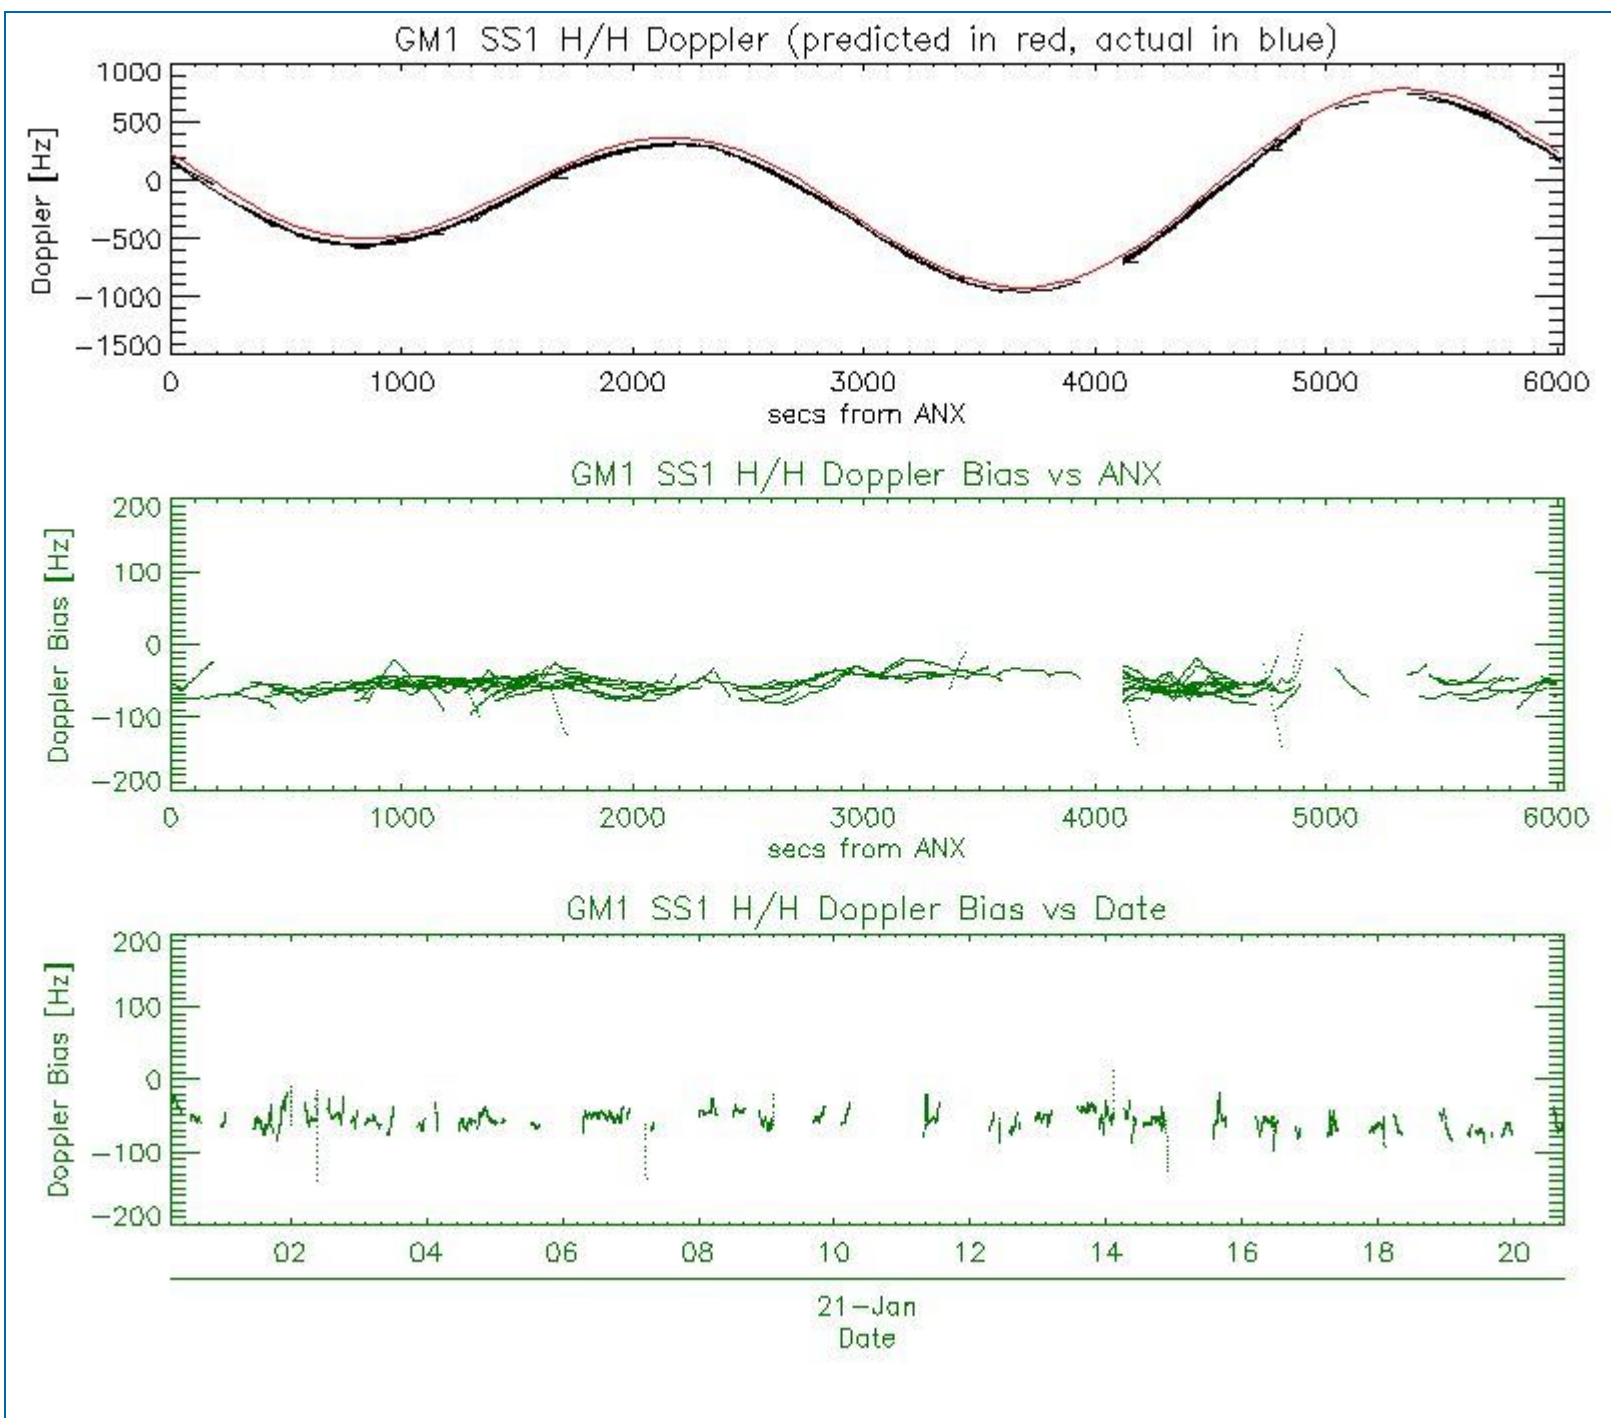 GM1 SS1 H/H Doppler (predicted in red, actual in blue)
Doppler [Hz]
1000
500
0
−500
−1000
−1500
0 1000 2000 3000 4000 5000 6000
secs from ANX
GM1 SS1 H/H Doppler Bias vs ANX
Doppler Bias [Hz]
200
100
0
−100
−200
0 1000 2000 3000 4000 5000 6000
secs from ANX
GM1 SS1 H/H Doppler Bias vs Date
Doppler Bias [Hz]
200
100
0
−100
−200
02 04 06 08 10 12 14 16 18 20
21−Jan
Date